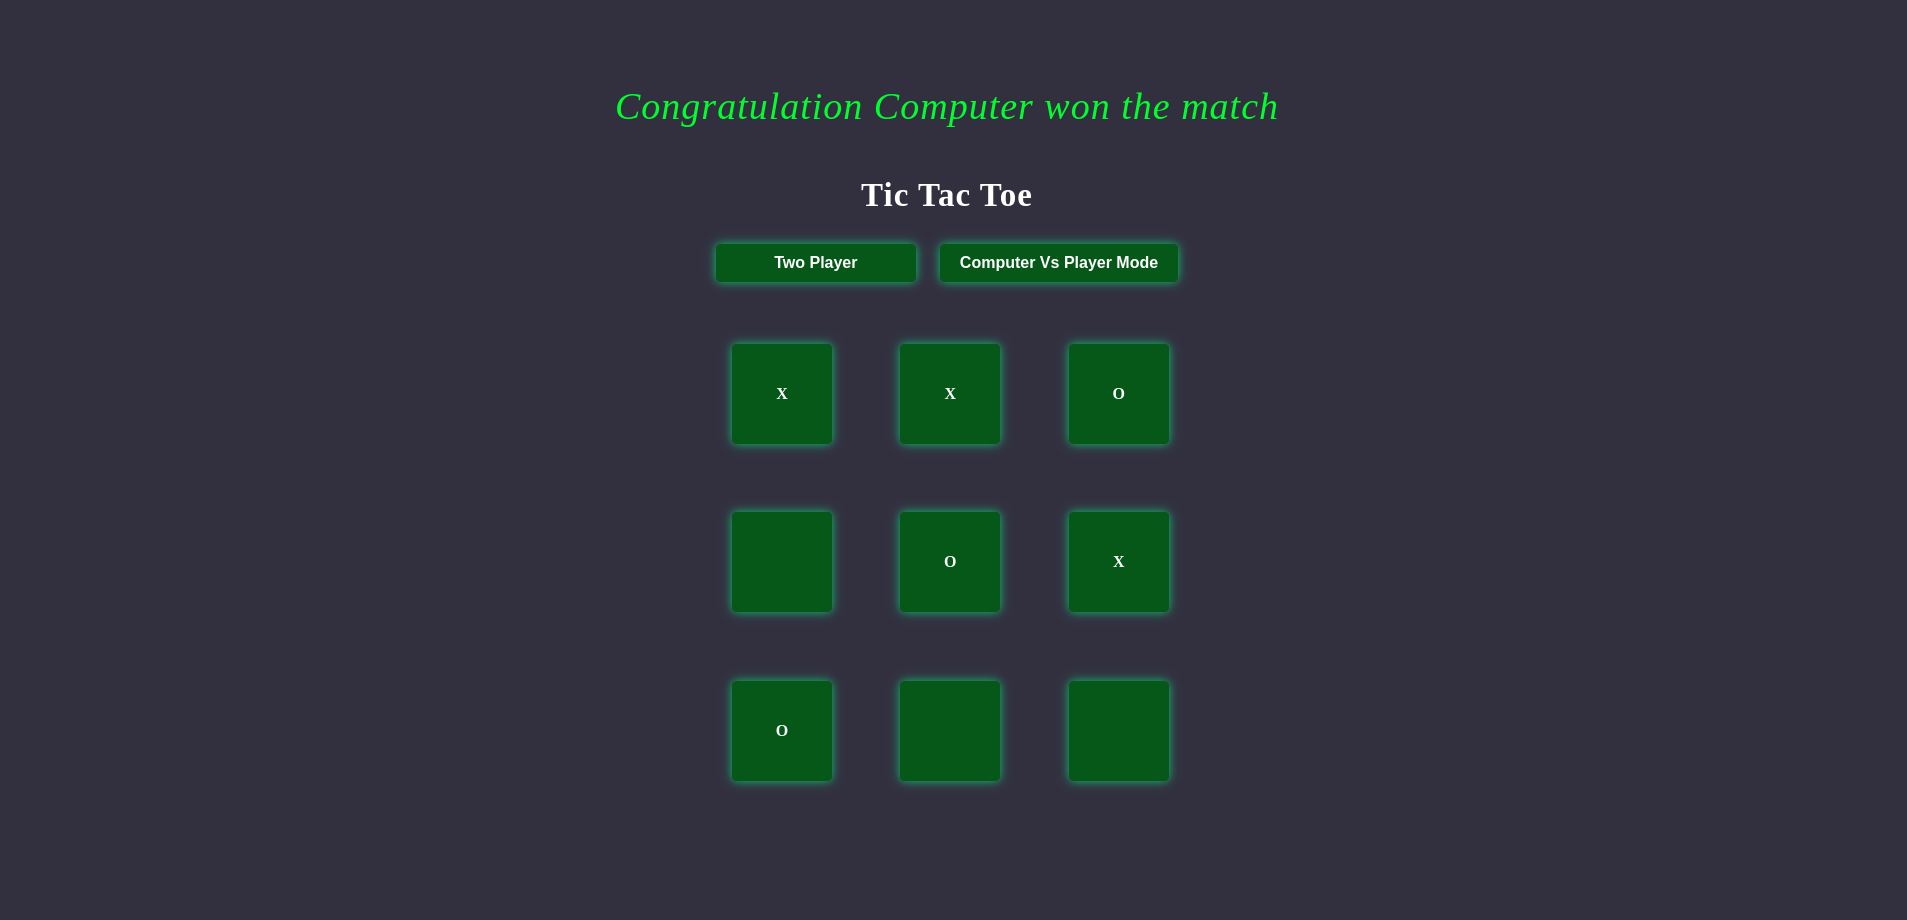 Congratulation Computer won the match
Tic Tac Toe
Two Player Computer Vs Player Mode
X X O
O X
O